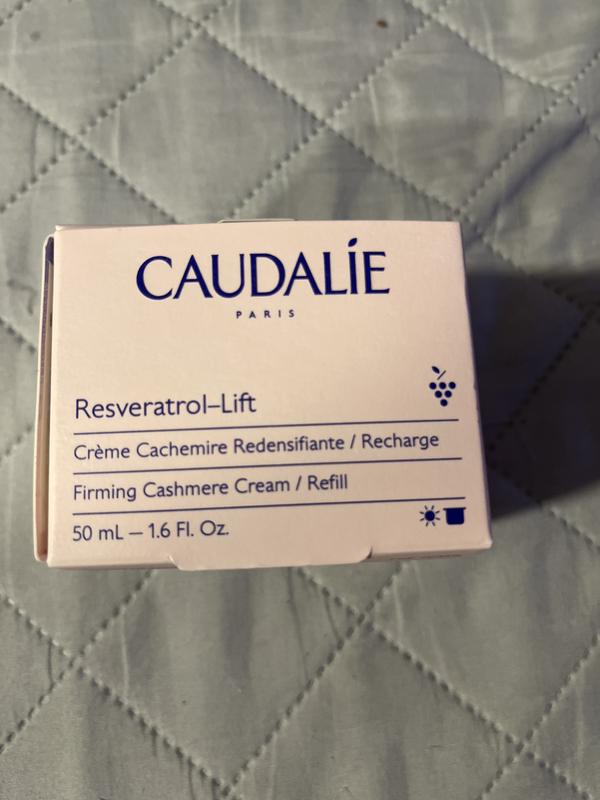 CAUDALÍE
PARIS
Resveratrol–Lift
Crème Cachemire Redensifiante / Recharge
Firming Cashmere Cream / Refill
50 mL – 1.6 Fl. Oz.